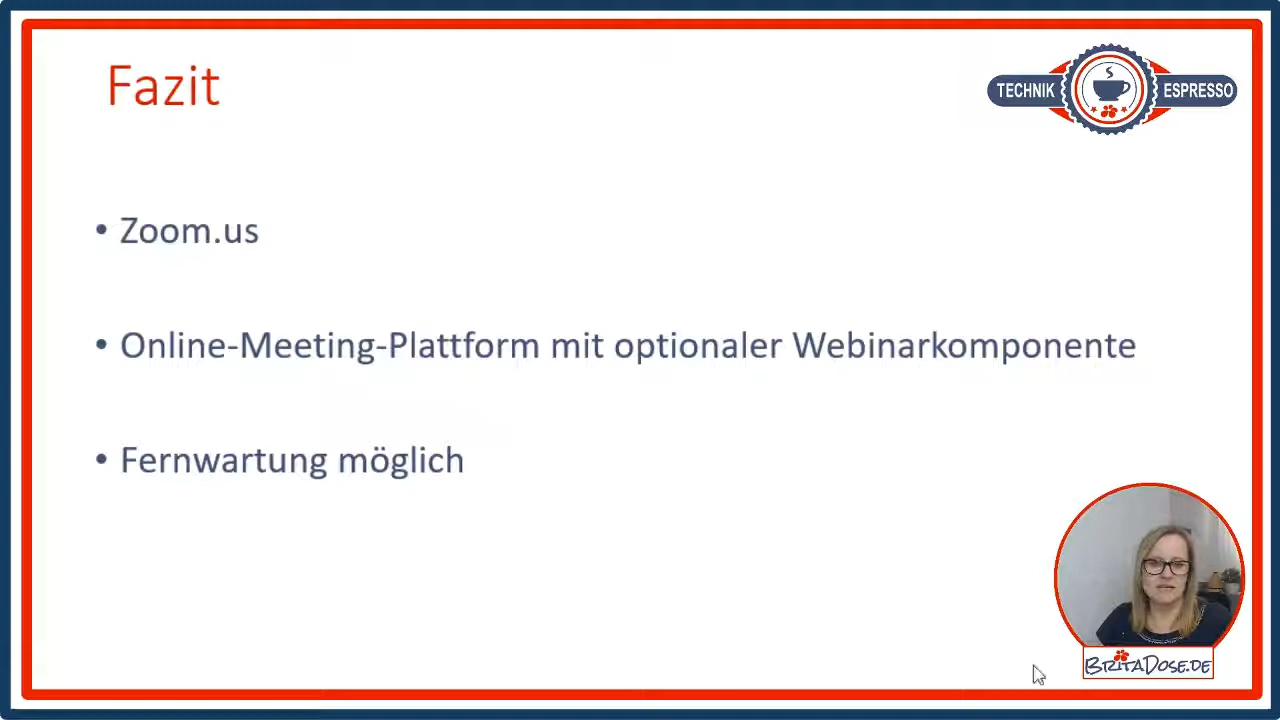 Fazit
TECHNIK ESPRESSO
• Zoom.us
• Online-Meeting-Plattform mit optionaler Webinarkomponente
• Fernwartung möglich
BRITADOSE.DE